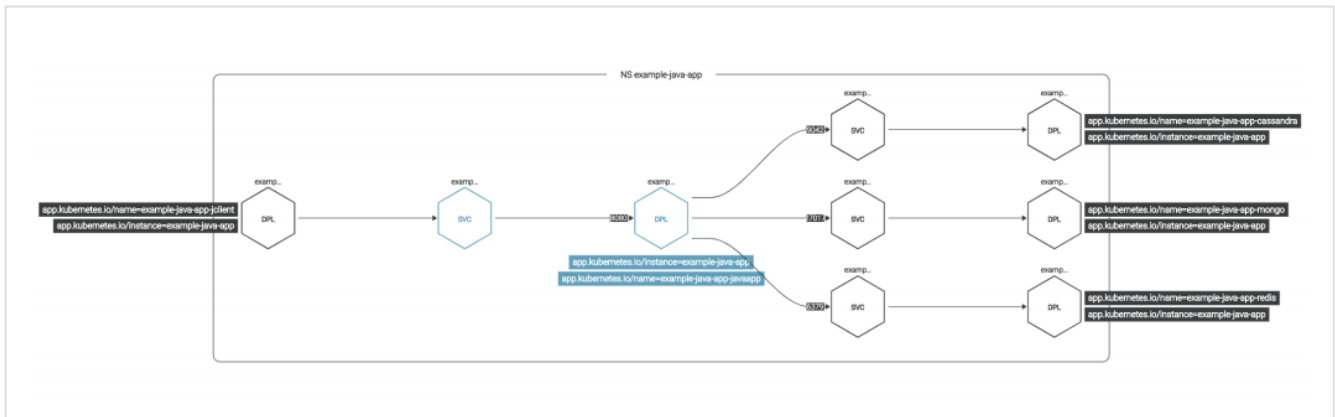 NS example-java-app
examp...
DPL
app.kubernetes.io/name=example-java-app-jclient
app.kubernetes.io/instance=example-java-app
examp...
SVC
examp...
DPL
app.kubernetes.io/instance=example-java-app
app.kubernetes.io/name=example-java-app-javaapp
examp...
9042
SVC
examp...
DPL
app.kubernetes.io/name=example-java-app-cassandra
app.kubernetes.io/instance=example-java-app
examp...
SVC
examp...
DPL
app.kubernetes.io/name=example-java-app-mongo
app.kubernetes.io/instance=example-java-app
examp...
6379
SVC
examp...
DPL
app.kubernetes.io/name=example-java-app-redis
app.kubernetes.io/instance=example-java-app